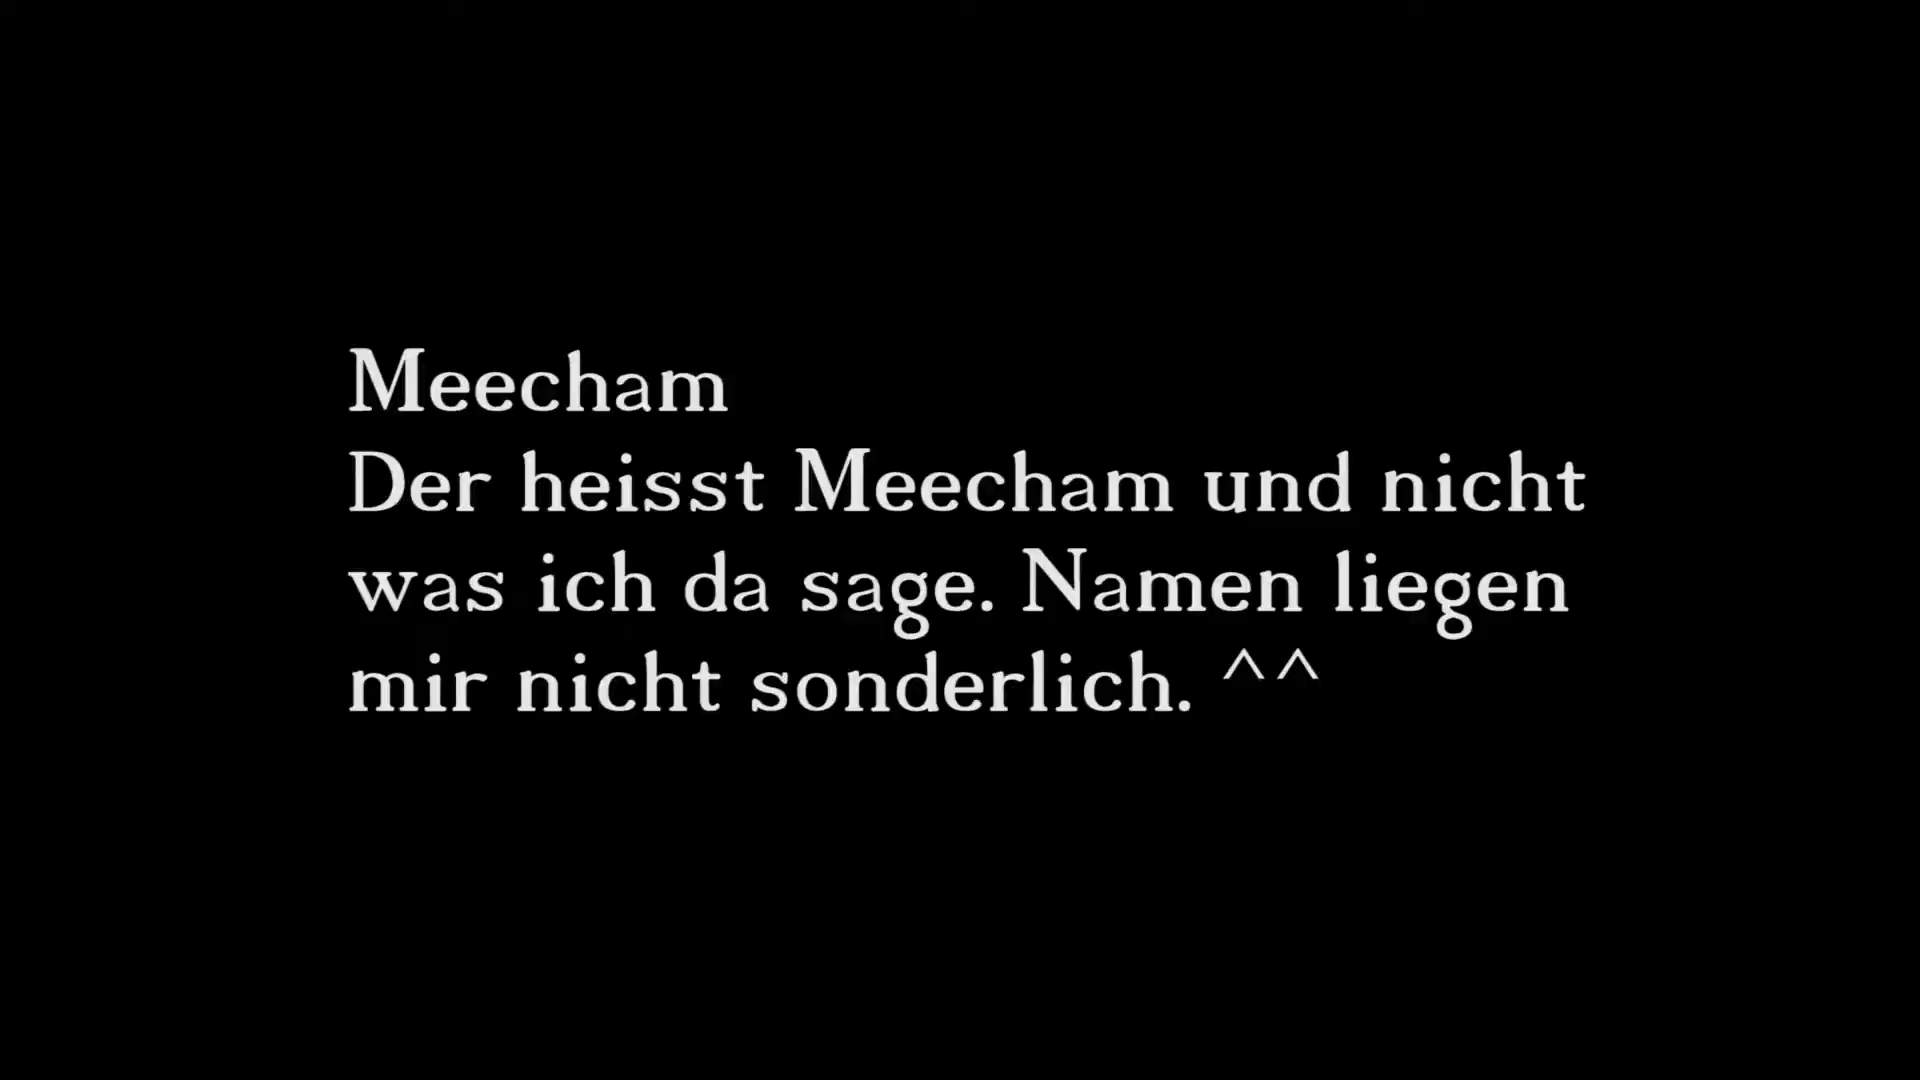 Meecham
Der heisst Meecham und nicht
was ich da sage. Namen liegen
mir nicht sonderlich. ^^